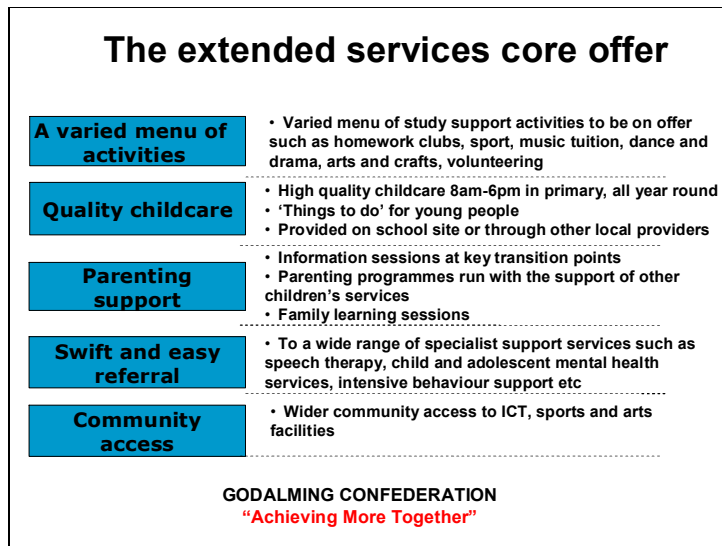 The extended services core offer
A varied menu of
activities
• Varied menu of study support activities to be on offer
such as homework clubs, sport, music tuition, dance and
drama, arts and crafts, volunteering
Quality childcare
• High quality childcare 8am-6pm in primary, all year round
• ‘Things to do’ for young people
• Provided on school site or through other local providers
Parenting
support
• Information sessions at key transition points
• Parenting programmes run with the support of other
children’s services
• Family learning sessions
Swift and easy
referral
• To a wide range of specialist support services such as
speech therapy, child and adolescent mental health
services, intensive behaviour support etc
Community
access
• Wider community access to ICT, sports and arts
facilities
GODALMING CONFEDERATION
“Achieving More Together”